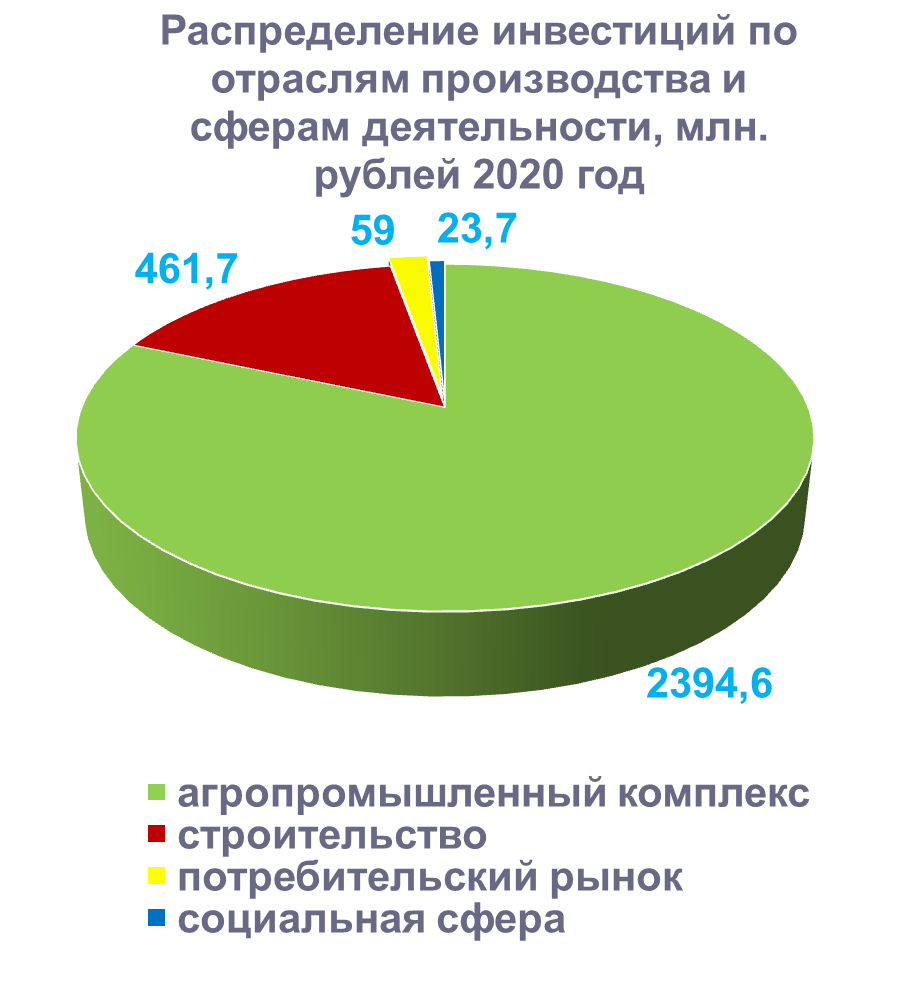 Распределение инвестиций по
отраслям производства и
сферам деятельности, млн.
рублей 2020 год
59
23,7
461,7
2394,6
агропромышленный комплекс
строительство
потребительский рынок
социальная сфера